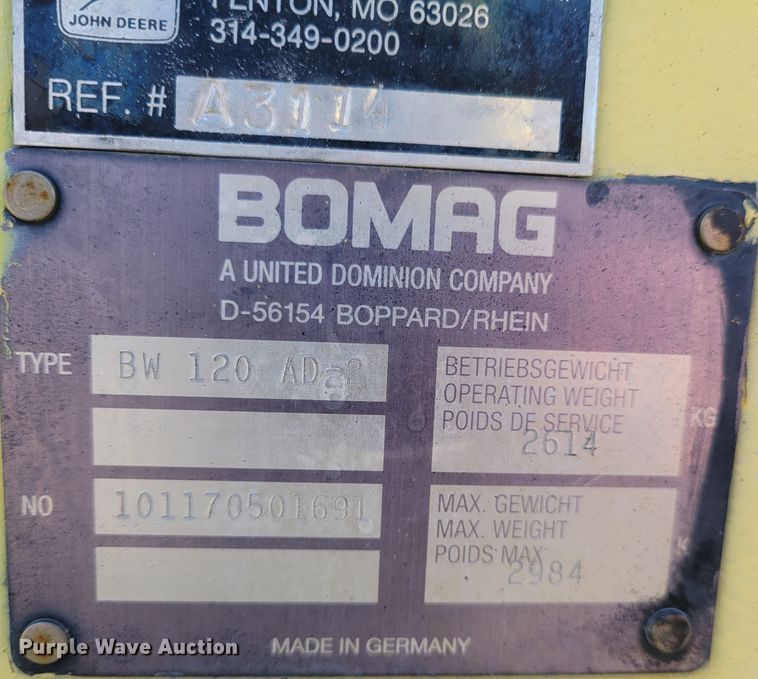 FENTON, MO 63026
JOHN DEERE
314-349-0200
REF. # A3114
BOMAG
A UNITED DOMINION COMPANY
D-56154 BOPPARD/RHEIN
TYPE BW 120 AD-2
BETRIEBSGEWICHT
OPERATING WEIGHT
POIDS DE SERVICE
KG
2614
NO 101170501691
MAX. GEWICHT
MAX. WEIGHT
POIDS MAX.
2984
MADE IN GERMANY
Purple Wave Auction